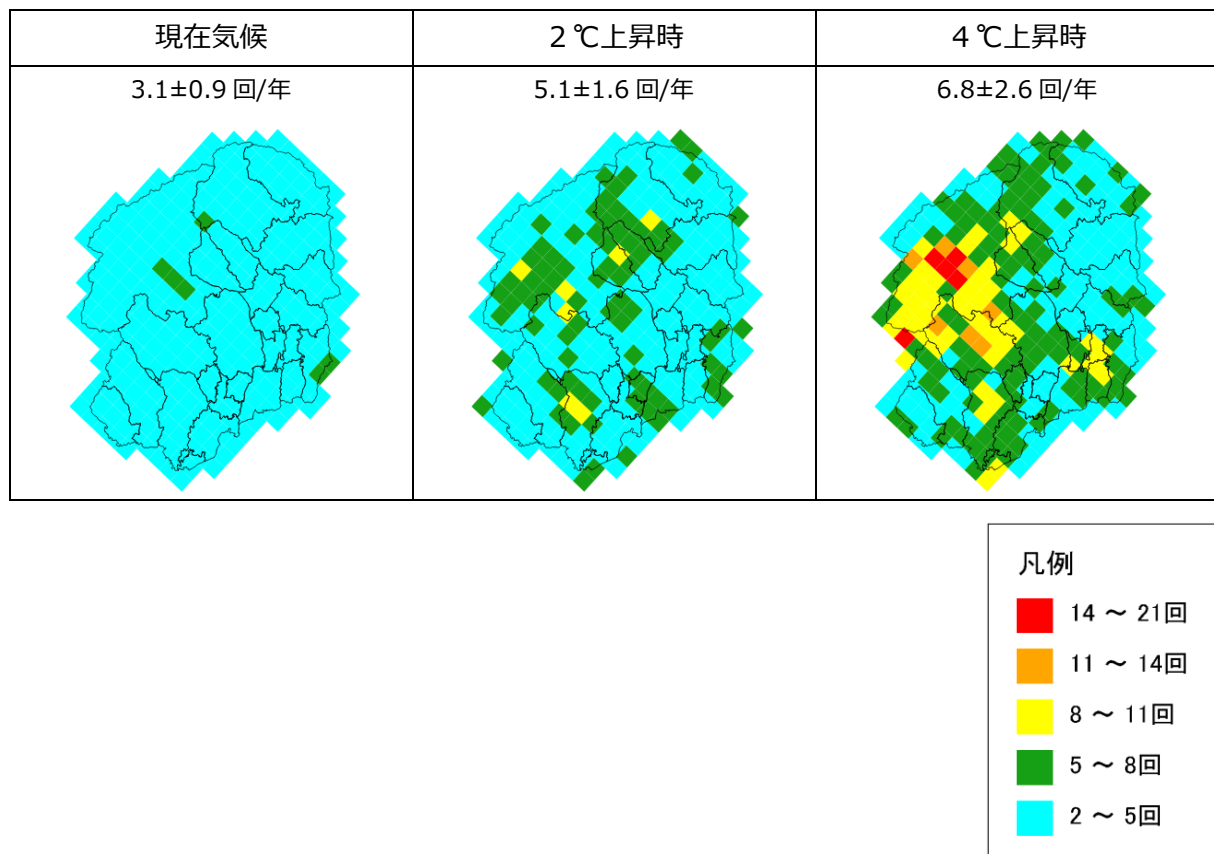 現在気候
２℃上昇時
４℃上昇時
3.1±0.9 回/年
5.1±1.6 回/年
6.8±2.6 回/年
凡例
14 ～ 21回
11 ～ 14回
8 ～ 11回
5 ～ 8回
2 ～ 5回